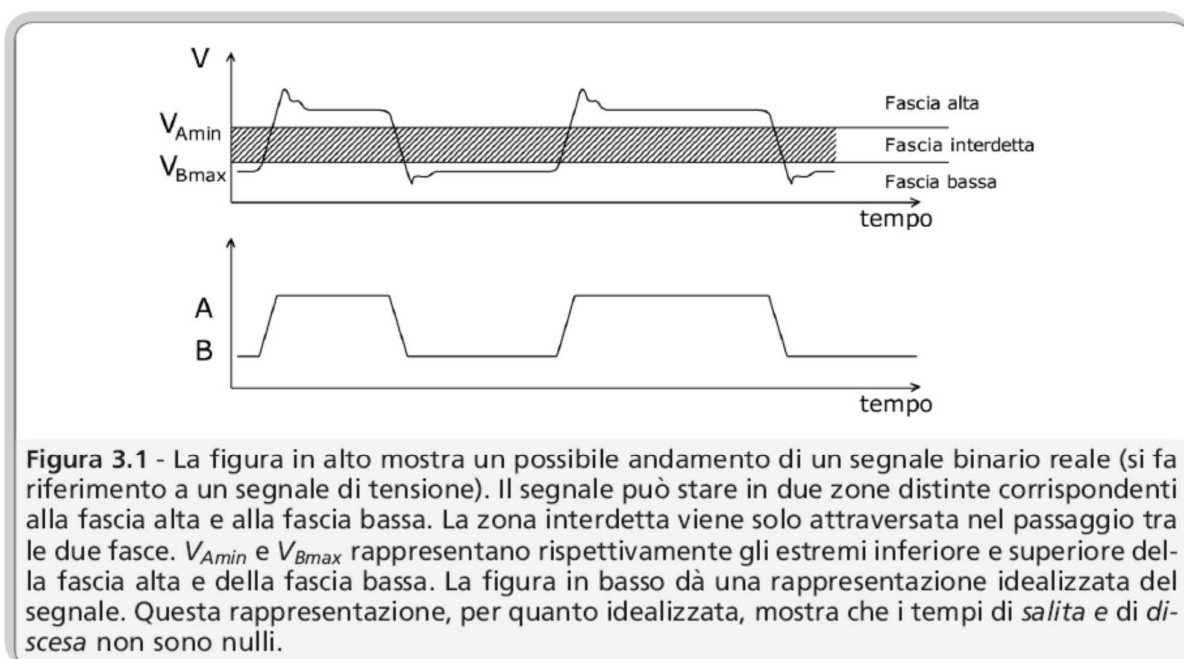 V
V_Amin
V_Bmax
Fascia alta
Fascia interdetta
Fascia bassa
tempo
A
B
tempo
Figura 3.1 - La figura in alto mostra un possibile andamento di un segnale binario reale (si fa
riferimento a un segnale di tensione). Il segnale può stare in due zone distinte corrispondenti
alla fascia alta e alla fascia bassa. La zona interdetta viene solo attraversata nel passaggio tra
le due fasce. V_Amin e V_Bmax rappresentano rispettivamente gli estremi inferiore e superiore del-
la fascia alta e della fascia bassa. La figura in basso dà una rappresentazione idealizzata del
segnale. Questa rappresentazione, per quanto idealizzata, mostra che i tempi di salita e di di-
scesa non sono nulli.